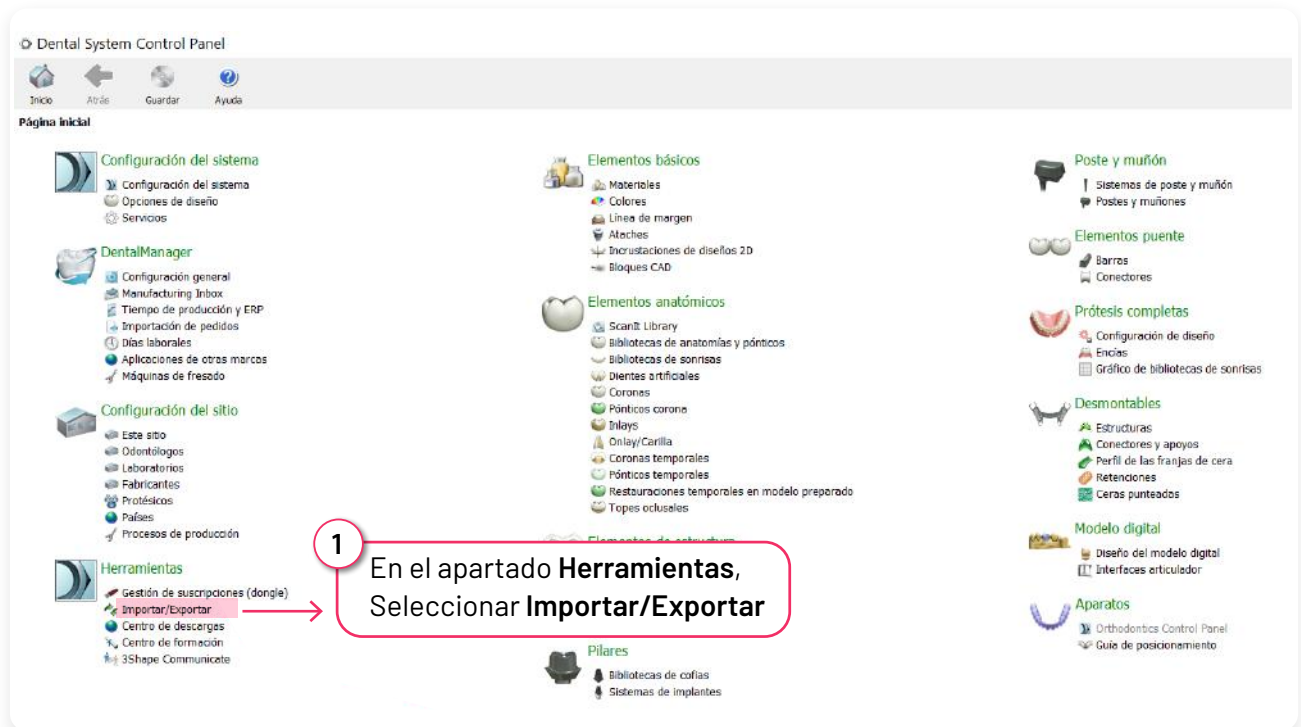 Dental System Control Panel
Inicio
Atrás
Guardar
Ayuda
Página inicial
Configuración del sistema
Configuración del sistema
Opciones de diseño
Servicios
DentalManager
Configuración general
Manufacturing Inbox
Tiempo de producción y ERP
Importación de pedidos
Días laborales
Aplicaciones de otras marcas
Máquinas de fresado
Configuración del sitio
Este sitio
Odontólogos
Laboratorios
Fabricantes
Protésicos
Países
Procesos de producción
Herramientas
Gestión de suscripciones (dongle)
Importar/Exportar
Centro de descargas
Centro de formación
3Shape Communicate
1
En el apartado Herramientas,
Seleccionar Importar/Exportar
Elementos básicos
Materiales
Colores
Línea de margen
Ataches
Incrustaciones de diseños 2D
Bloques CAD
Elementos anatómicos
ScanIt Library
Bibliotecas de anatomías y pónticos
Bibliotecas de sonrisas
Dientes artificiales
Coronas
Pónticos corona
Inlays
Onlay/Carilla
Coronas temporales
Pónticos temporales
Restauraciones temporales en modelo preparado
Topes oclusales
Elementos de estructura
Pilares
Bibliotecas de cofias
Sistemas de implantes
Poste y muñón
Sistemas de poste y muñón
Postes y muñones
Elementos puente
Barras
Conectores
Prótesis completas
Configuración de diseño
Encías
Gráfico de bibliotecas de sonrisas
Desmontables
Estructuras
Conectores y apoyos
Perfil de las franjas de cera
Retenciones
Ceras punteadas
Modelo digital
Diseño del modelo digital
Interfaces articulador
Aparatos
Orthodontics Control Panel
Guía de posicionamiento